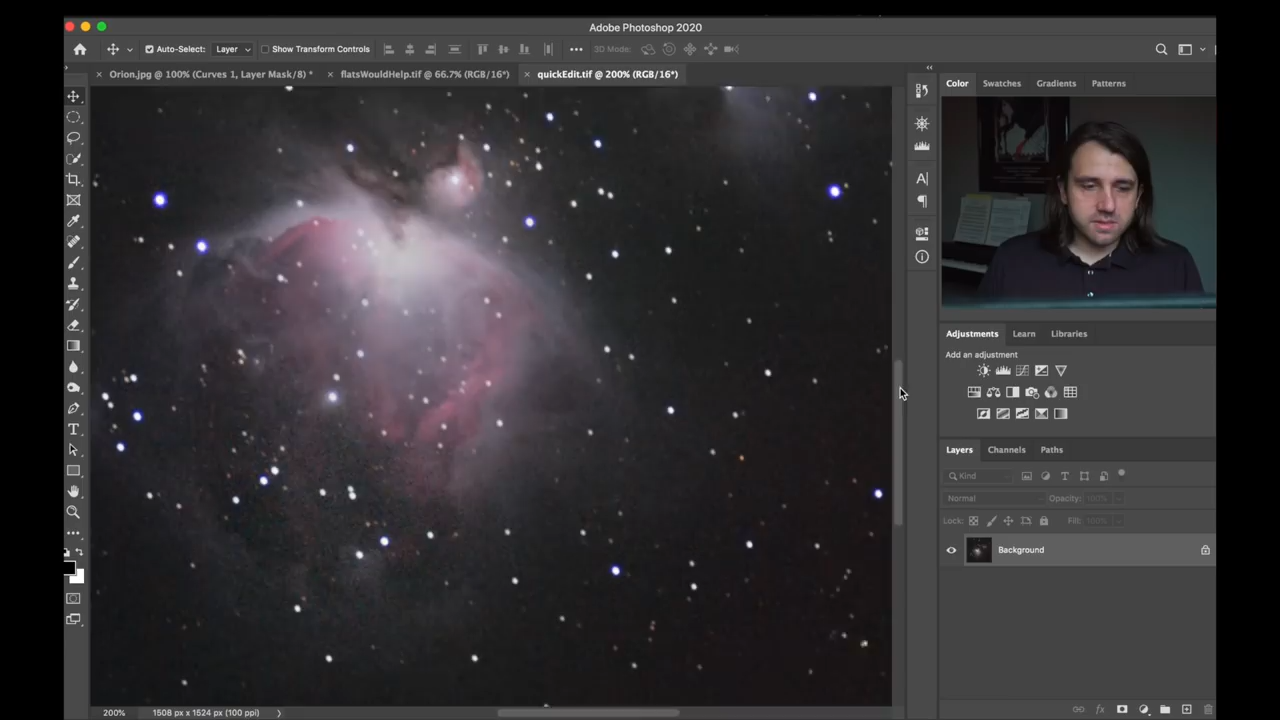 Adobe Photoshop 2020
Auto-Select: Layer Show Transform Controls 3D Mode:
Orion.jpg @ 100% (Curves 1, Layer Mask/8) * flatsWouldHelp.tif @ 66.7% (RGB/16*) quickEdit.tif @ 200% (RGB/16*)
Color Swatches Gradients Patterns
Adjustments Learn Libraries
Add an adjustment
Layers Channels Paths
Kind
Normal Opacity: 100%
Lock: Fill: 100%
Background
200% 1508 px x 1524 px (100 ppi)